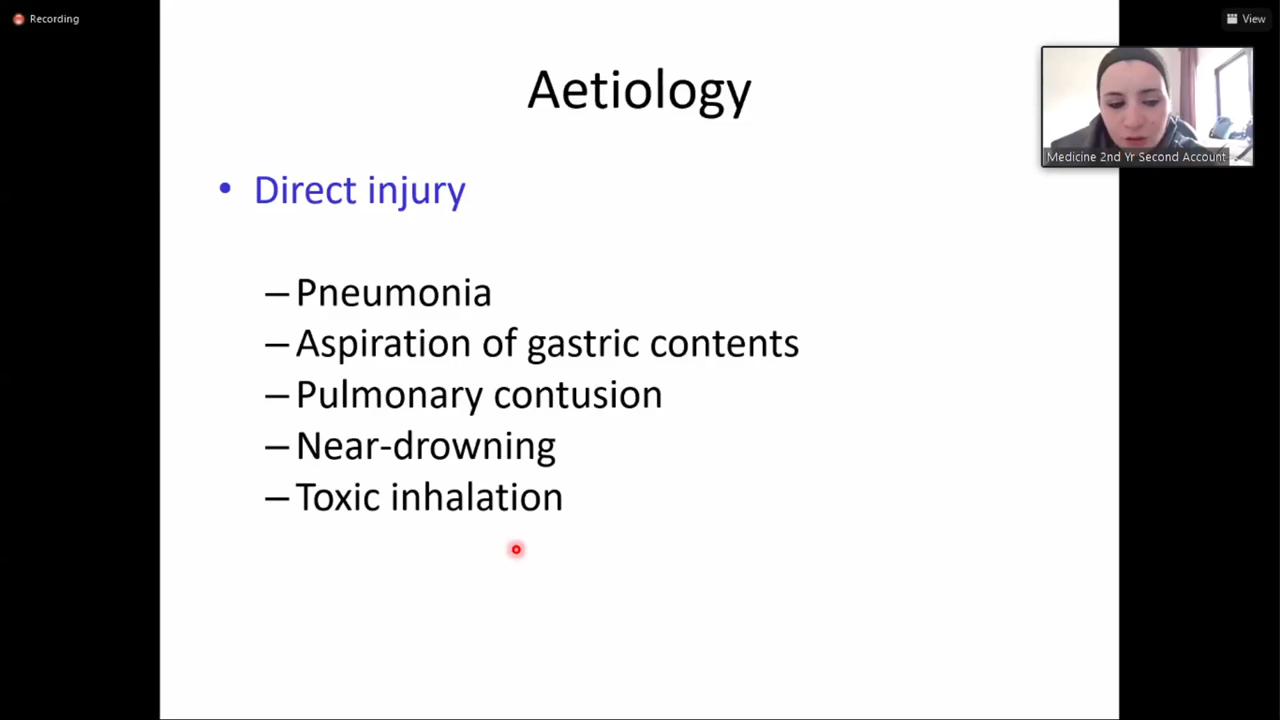 Recording
View
Aetiology
Medicine 2nd Yr Second Account
• Direct injury
– Pneumonia
– Aspiration of gastric contents
– Pulmonary contusion
– Near-drowning
– Toxic inhalation